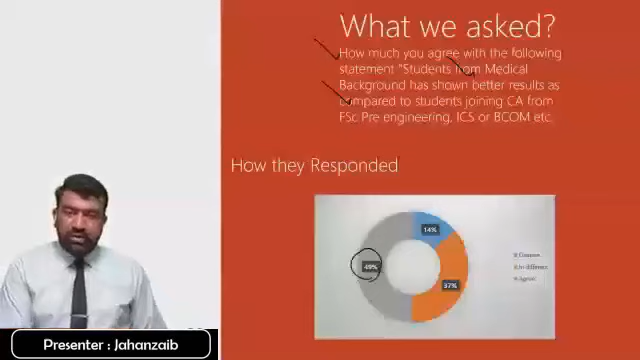 What we asked?
How much you agree with the following
statement "Students from Medical
Background has shown better results as
compared to students joining CA from
FSc Pre engineering, ICS or BCOM etc.
How they Responded
14%
49%
37%
Agree
Presenter : Jahanzaib